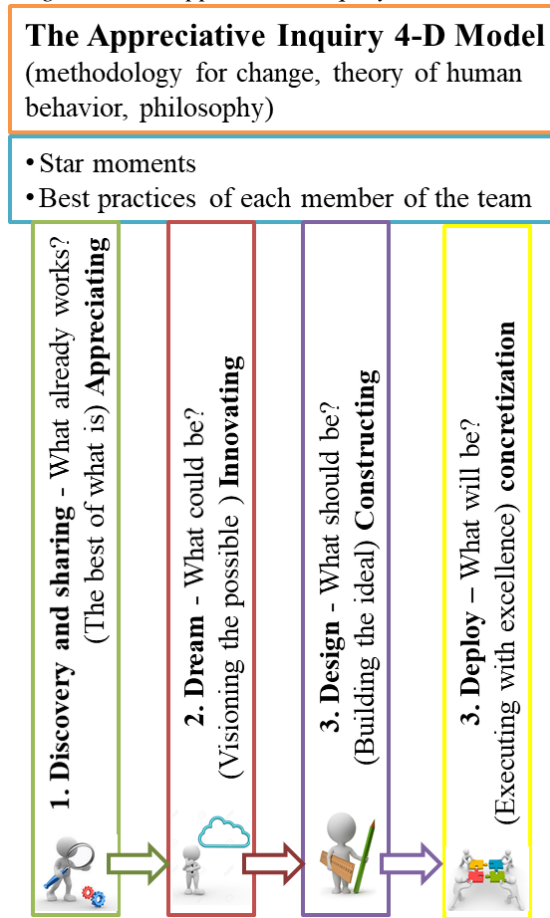 The Appreciative Inquiry 4-D Model
(methodology for change, theory of human
behavior, philosophy)
•Star moments
•Best practices of each member of the team
1. Discovery and sharing - What already works?
(The best of what is) Appreciating
2. Dream - What could be?
(Visioning the possible ) Innovating
3. Design - What should be?
(Building the ideal) Constructing
3. Deploy – What will be?
(Executing with excellence) concretization